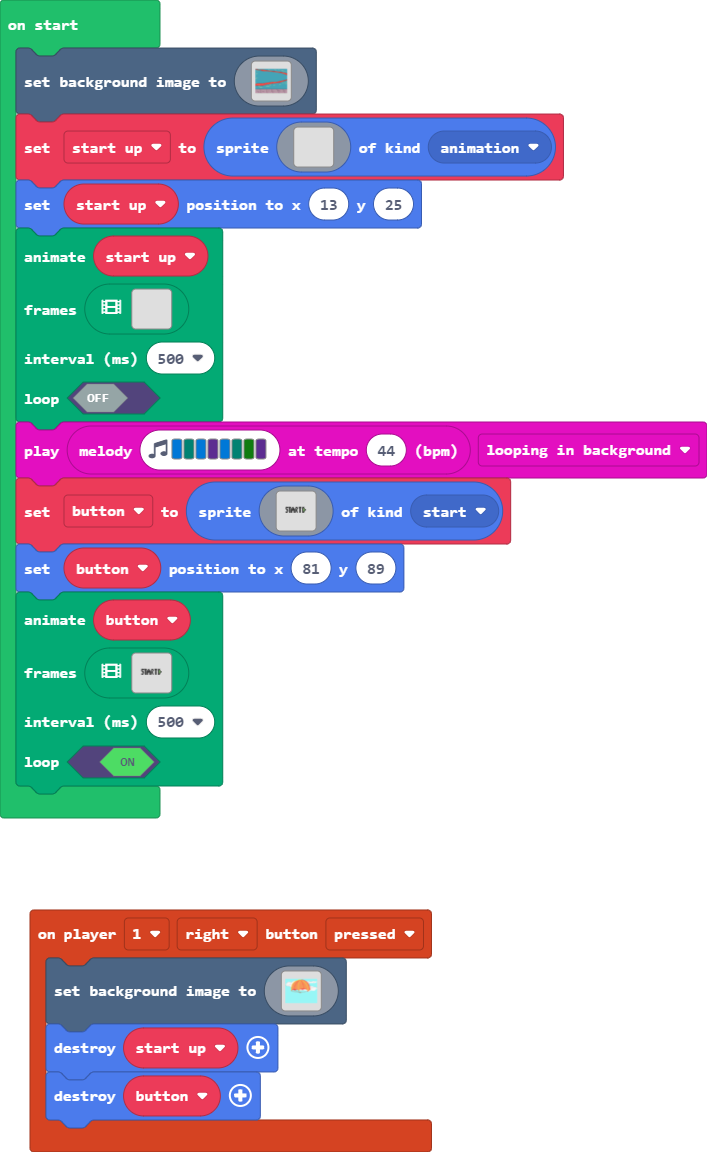 on start
set background image to
set start up to sprite of kind animation
set start up position to x 13 y 25
animate start up
frames
interval (ms) 500
loop OFF
play melody at tempo 44 (bpm) looping in background
set button to sprite of kind start
set button position to x 81 y 89
animate button
frames
interval (ms) 500
loop ON
on player 1 right button pressed
set background image to
destroy start up
destroy button